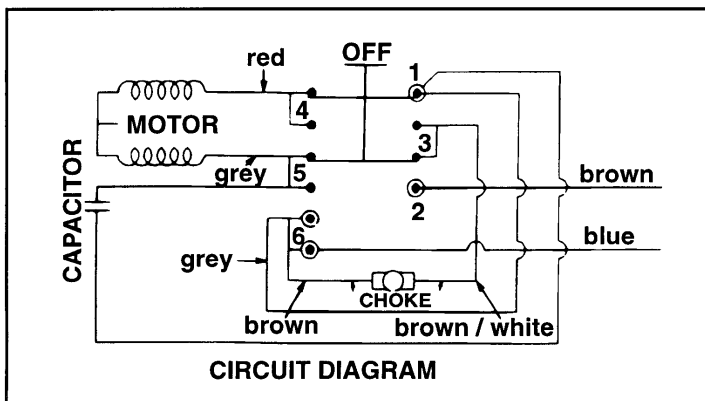 OFF
red
1
4
MOTOR
3
grey
5
brown
2
CAPACITOR
6
blue
grey
CHOKE
brown
brown / white
CIRCUIT DIAGRAM